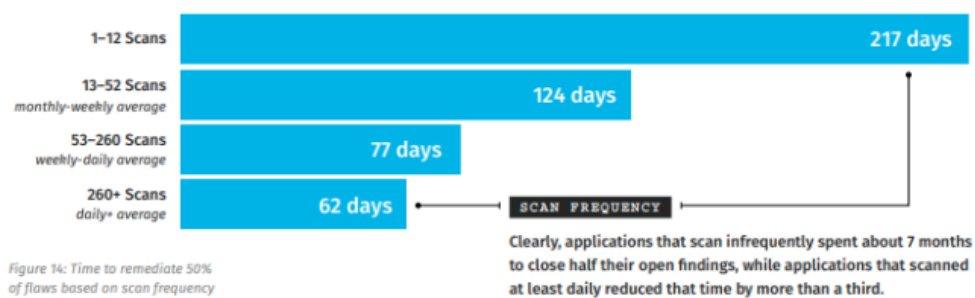 1–12 Scans
217 days
13–52 Scans
monthly-weekly average
124 days
53–260 Scans
weekly-daily average
77 days
260+ Scans
daily+ average
62 days
SCAN FREQUENCY
Clearly, applications that scan infrequently spent about 7 months
to close half their open findings, while applications that scanned
at least daily reduced that time by more than a third.
Figure 14: Time to remediate 50%
of flaws based on scan frequency